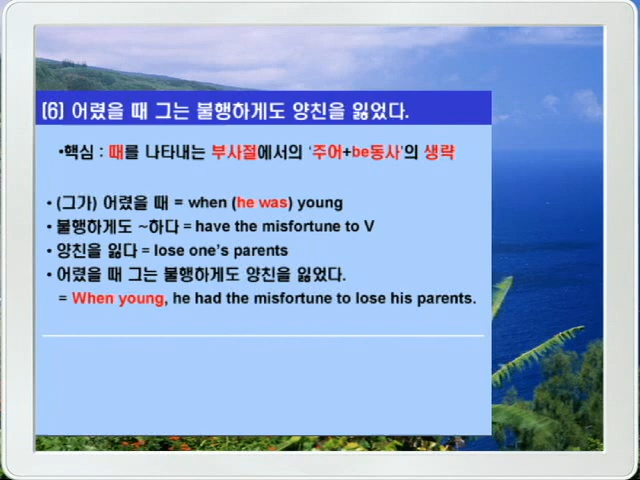 [6] 어렸을 때 그는 불행하게도 양친을 잃었다.
•핵심 : 때를 나타내는 부사절에서의 ‘주어+be동사’의 생략
• (그가) 어렸을 때 = when (he was) young
• 불행하게도 ~하다 = have the misfortune to V
• 양친을 잃다 = lose one’s parents
• 어렸을 때 그는 불행하게도 양친을 잃었다.
= When young, he had the misfortune to lose his parents.